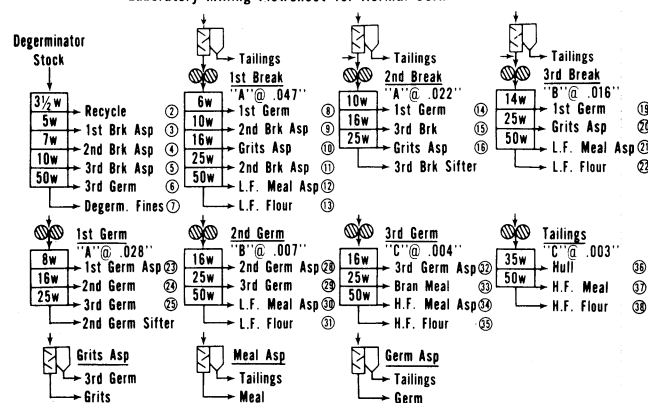 Degerminator
Stock
3½ w
5w
7w
10w
50w
Recycle ②
1st Brk Asp ③
2nd Brk Asp ④
3rd Brk Asp ⑤
3rd Germ ⑥
Degerm. Fines ⑦
Tailings
1st Break
"A"@ .047"
6w
10w
16w
25w
50w
1st Germ ⑧
2nd Brk Asp ⑨
Grits Asp ⑩
2nd Brk Asp ⑪
L.F. Meal Asp ⑫
L.F. Flour ⑬
Tailings
2nd Break
"A"@ .022"
10w
16w
25w
1st Germ ⑭
3rd Brk ⑮
Grits Asp ⑯
3rd Brk Sifter
Tailings
3rd Break
"B"@ .016"
14w
25w
50w
1st Germ ⑲
Grits Asp ⑳
L.F. Meal Asp ㉑
L.F. Flour ㉒
1st Germ
"A"@ .028"
8w
16w
25w
1st Germ Asp ㉓
2nd Germ ㉔
3rd Germ ㉕
2nd Germ Sifter
2nd Germ
"B"@ .007"
16w
25w
50w
2nd Germ Asp ㉘
3rd Germ ㉙
L.F. Meal Asp ㉚
L.F. Flour ㉛
3rd Germ
"C"@ .004"
16w
25w
50w
3rd Germ Asp ㉜
Bran Meal ㉝
H.F. Meal Asp ㉞
H.F. Flour ㉟
Tailings
"C"@ .003"
35w
50w
Hull ㊱
H.F. Meal ㊲
H.F. Flour ㊳
Grits Asp
3rd Germ
Grits
Meal Asp
Tailings
Meal
Germ Asp
Tailings
Germ